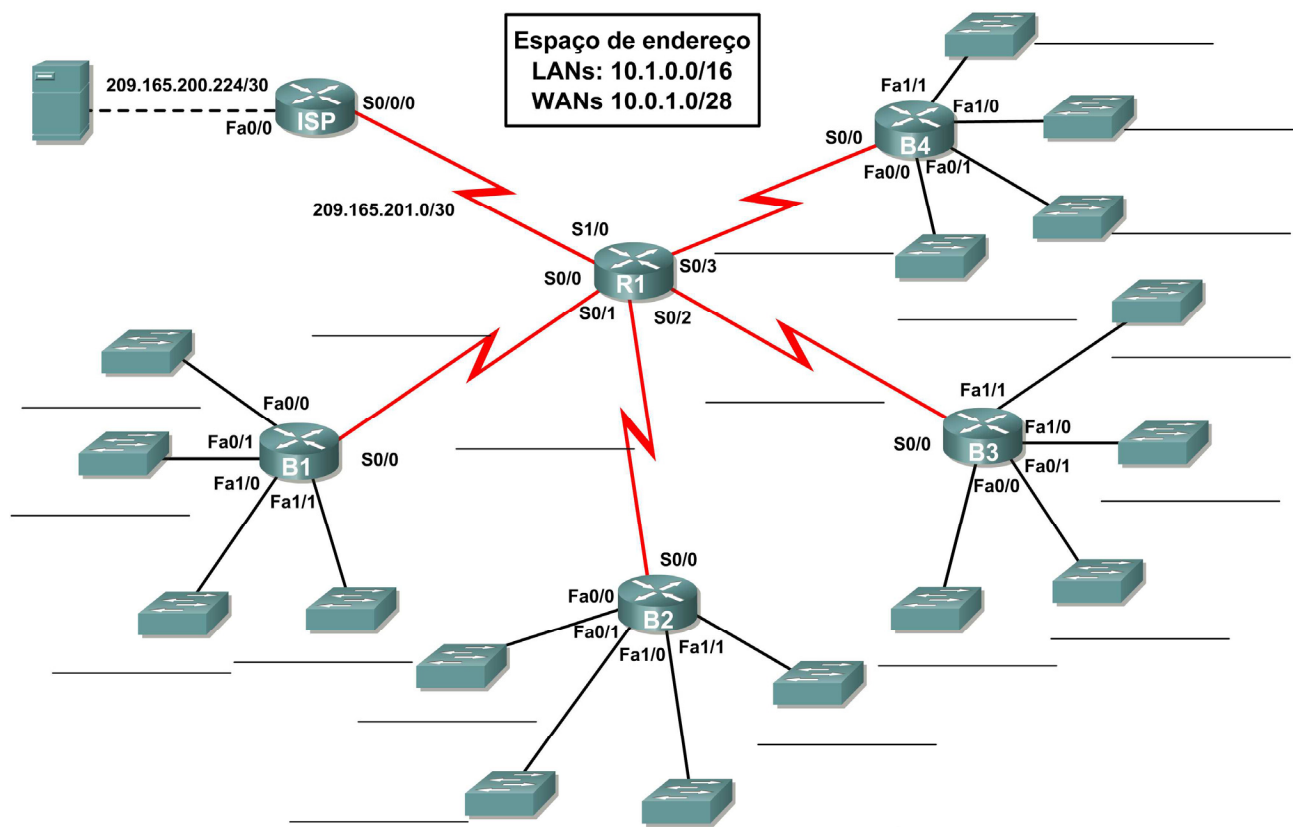 Espaço de endereço
LANs: 10.1.0.0/16
WANs 10.0.1.0/28
209.165.200.224/30
S0/0/0
Fa0/0
ISP
209.165.201.0/30
S1/0
S0/0
R1
S0/3
S0/1
S0/2
Fa1/1
Fa1/0
S0/0
B4
Fa0/0
Fa0/1
Fa0/0
Fa0/1
B1
S0/0
Fa1/0
Fa1/1
Fa1/1
Fa1/0
S0/0
B3
Fa0/1
Fa0/0
S0/0
Fa0/0
B2
Fa0/1
Fa1/0
Fa1/1